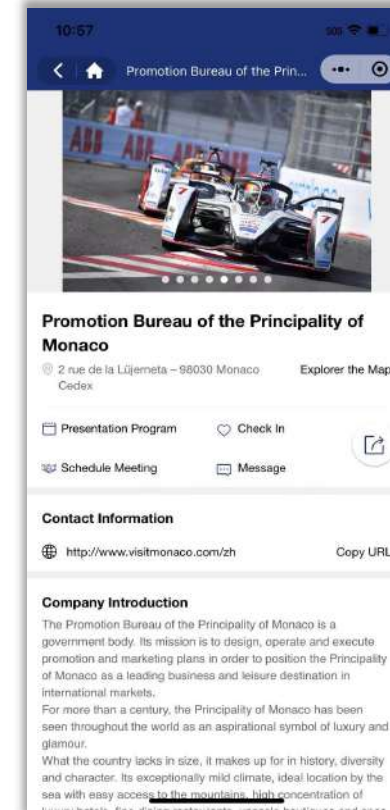 10:57
SOS
Promotion Bureau of the Prin...
ABB ABB
7
7
Promotion Bureau of the Principality of
Monaco
2 rue de la Lüjerneta – 98030 Monaco Explorer the Map
Cedex
Presentation Program Check In
Schedule Meeting Message
Contact Information
http://www.visitmonaco.com/zh Copy URL
Company Introduction
The Promotion Bureau of the Principality of Monaco is a
government body. Its mission is to design, operate and execute
promotion and marketing plans in order to position the Principality
of Monaco as a leading business and leisure destination in
international markets.
For more than a century, the Principality of Monaco has been
seen throughout the world as an aspirational symbol of luxury and
glamour.
What the country lacks in size, it makes up for in history, diversity
and character. Its exceptionally mild climate, ideal location by the
sea with easy access to the mountains, high concentration of